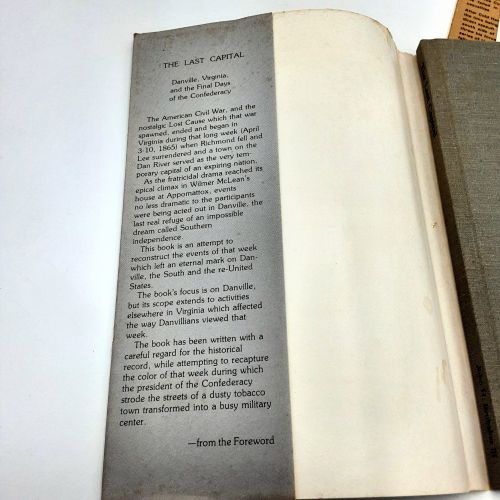 THE LAST CAPITAL
Danville, Virginia,
and the Final Days
of the Confederacy
The American Civil War, and the
nostalgic Lost Cause which that war
spawned, ended and began in
Virginia during that long week (April
3-10, 1865) when Richmond fell and
Lee surrendered and a town on the
Dan River served as the very tem-
porary capital of an expiring nation.
As the fratricidal drama reached its
epical climax in Wilmer McLean's
house at Appomattox, events
no less dramatic to the participants
were being acted out in Danville, the
last real refuge of an impossible
dream called Southern
independence.
This book is an attempt to
reconstruct the events of that week
which left an eternal mark on Dan-
ville, the South and the re-United
States.
The book's focus is on Danville,
but its scope extends to activities
elsewhere in Virginia which affected
the way Danvillians viewed that
week.
The book has been written with a
careful regard for the historical
record, while attempting to recapture
the color of that week during which
the president of the Confederacy
strode the streets of a dusty tobacco
town transformed into a busy military
center.
—from the Foreword